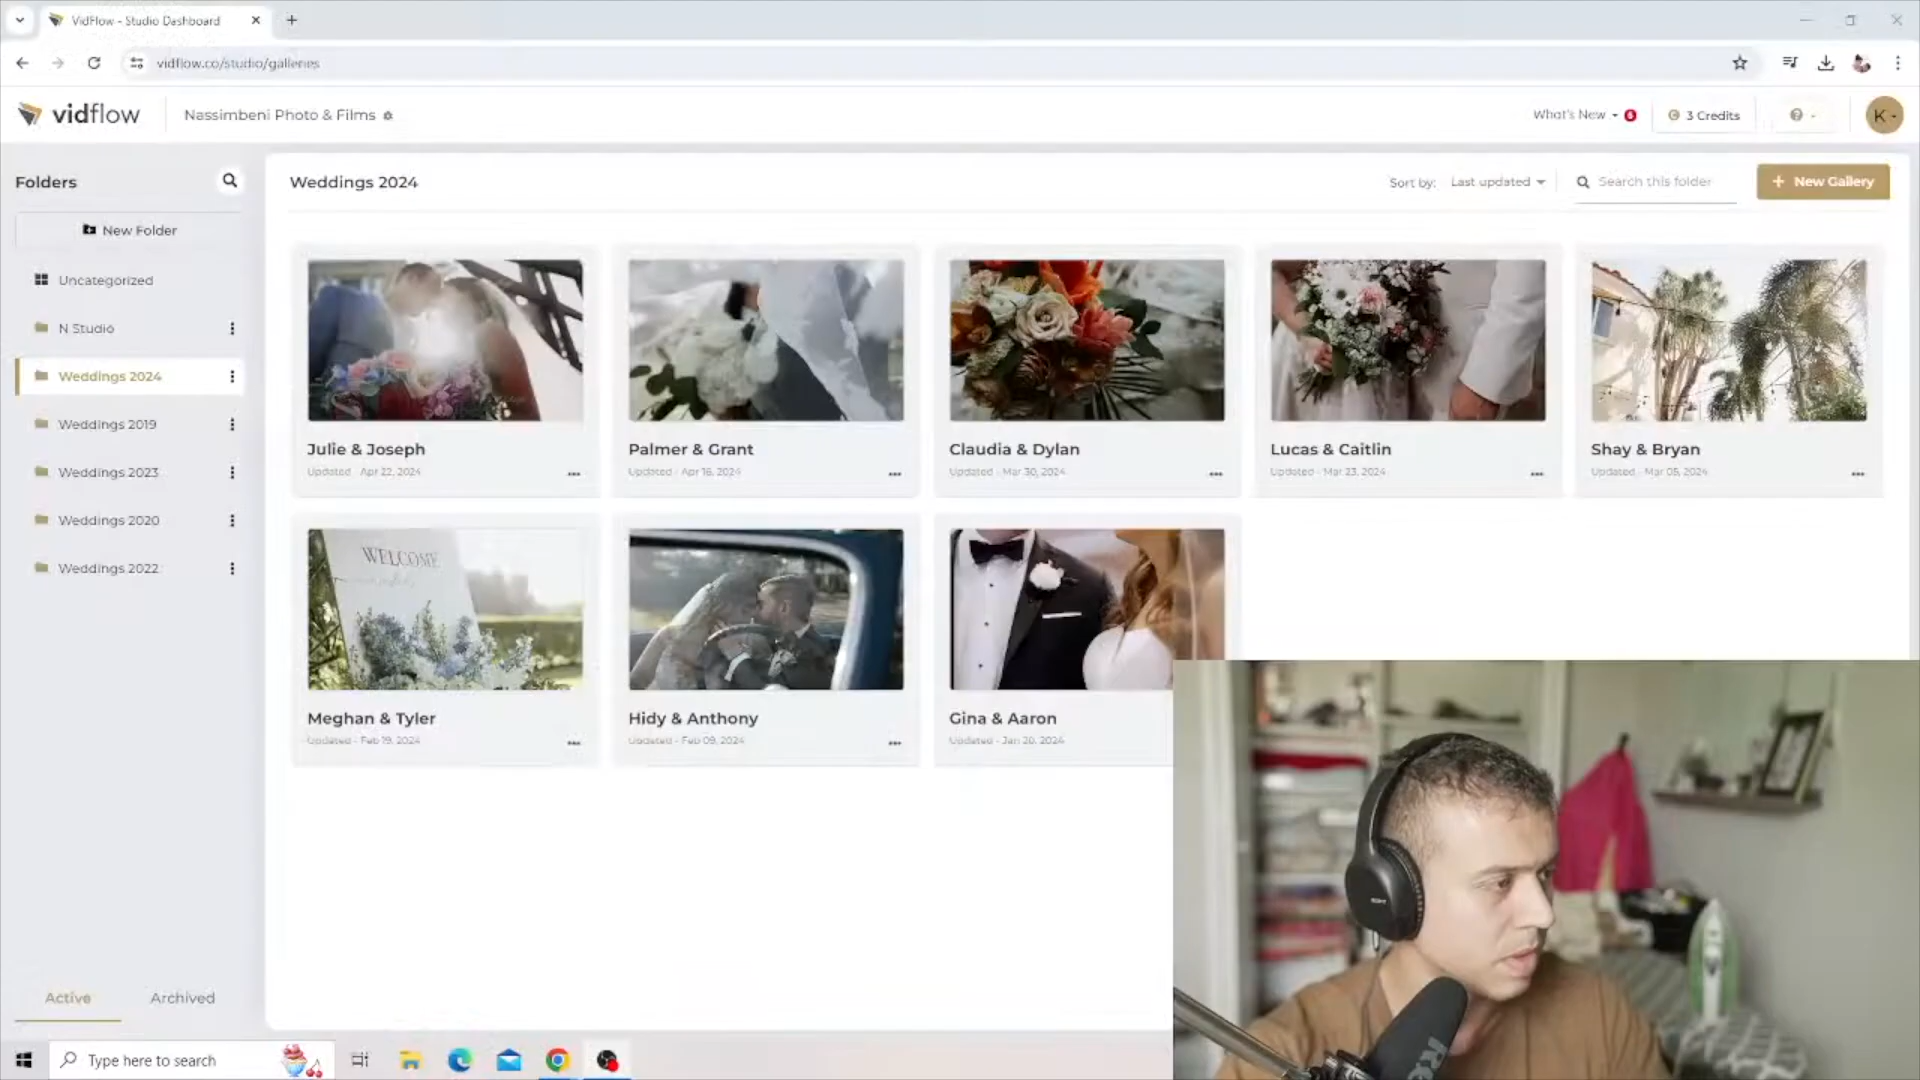 VidFlow - Studio Dashboard
vidflow.co/studio/galleries
vidflow
Nassimbeni Photo & Films
What's New
6
3 Credits
K
Folders
New Folder
Uncategorized
N Studio
Weddings 2024
Weddings 2019
Weddings 2023
Weddings 2020
Weddings 2022
Active
Archived
Weddings 2024
Sort by:
Last updated
Search this folder
New Gallery
Julie & Joseph
Updated - Apr 22, 2024
Palmer & Grant
Updated - Apr 16, 2024
Claudia & Dylan
Updated - Mar 30, 2024
Lucas & Caitlin
Updated - Mar 23, 2024
Shay & Bryan
Updated - Mar 05, 2024
WELCOME
Meghan & Tyler
Updated - Feb 19, 2024
Hidy & Anthony
Updated - Feb 09, 2024
Gina & Aaron
Updated - Jan 20, 2024
SONY
Type here to search